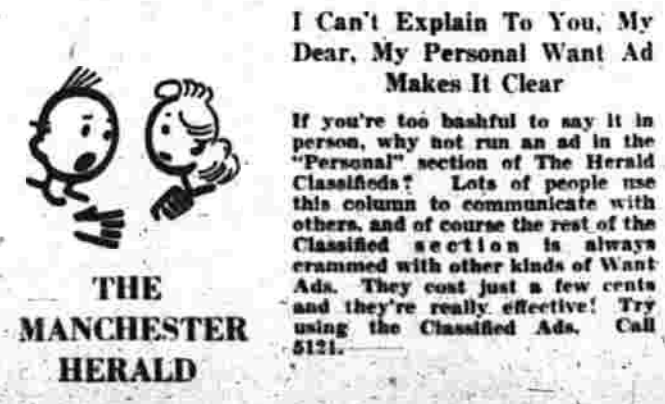 I Can't Explain To You, My
Dear, My Personal Want Ad
Makes It Clear
If you're too bashful to say it in
person, why not run an ad in the
"Personal" section of The Herald
Classifieds? Lots of people use
this column to communicate with
others, and of course the rest of the
Classified section is always
crammed with other kinds of Want
Ads. They cost just a few cents
and they're really effective! Try
using the Classified Ads. Call
5121.
THE
MANCHESTER
HERALD